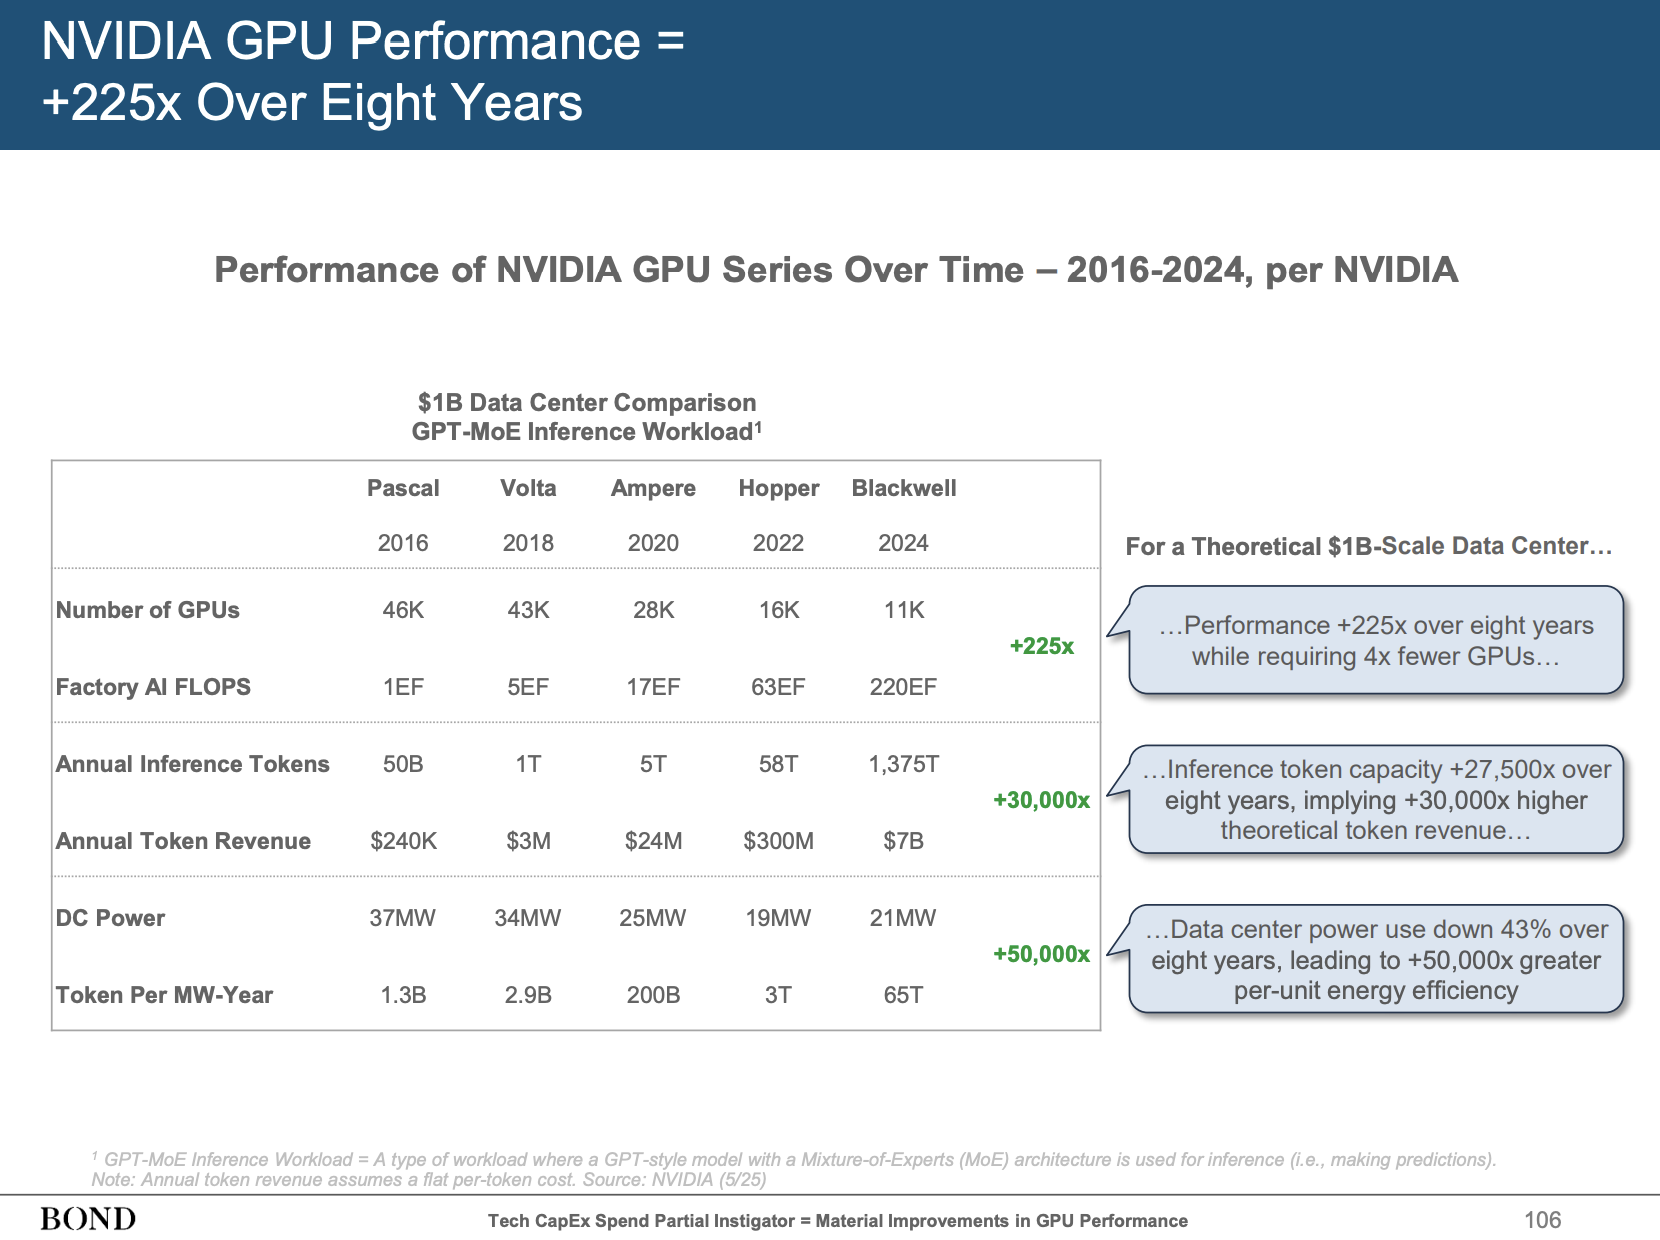 NVIDIA GPU Performance =
+225x Over Eight Years
Performance of NVIDIA GPU Series Over Time – 2016-2024, per NVIDIA
$1B Data Center Comparison
GPT-MoE Inference Workload¹
Pascal Volta Ampere Hopper Blackwell
2016 2018 2020 2022 2024
Number of GPUs 46K 43K 28K 16K 11K
+225x
Factory AI FLOPS 1EF 5EF 17EF 63EF 220EF
Annual Inference Tokens 50B 1T 5T 58T 1,375T
+30,000x
Annual Token Revenue $240K $3M $24M $300M $7B
DC Power 37MW 34MW 25MW 19MW 21MW
+50,000x
Token Per MW-Year 1.3B 2.9B 200B 3T 65T
For a Theoretical $1B-Scale Data Center…
…Performance +225x over eight years
while requiring 4x fewer GPUs…
…Inference token capacity +27,500x over
eight years, implying +30,000x higher
theoretical token revenue…
…Data center power use down 43% over
eight years, leading to +50,000x greater
per-unit energy efficiency
¹ GPT-MoE Inference Workload = A type of workload where a GPT-style model with a Mixture-of-Experts (MoE) architecture is used for inference (i.e., making predictions).
Note: Annual token revenue assumes a flat per-token cost. Source: NVIDIA (5/25)
BOND
Tech CapEx Spend Partial Instigator = Material Improvements in GPU Performance
106